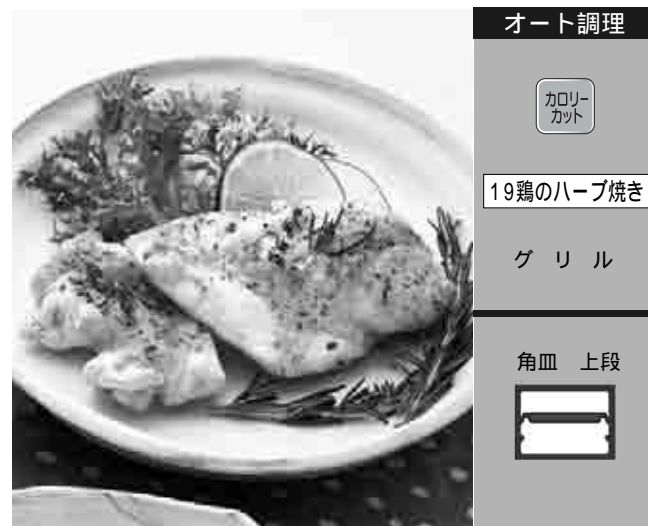 オート調理
カロリー
カット
19鶏のハーブ焼き
グリル
角皿 上段